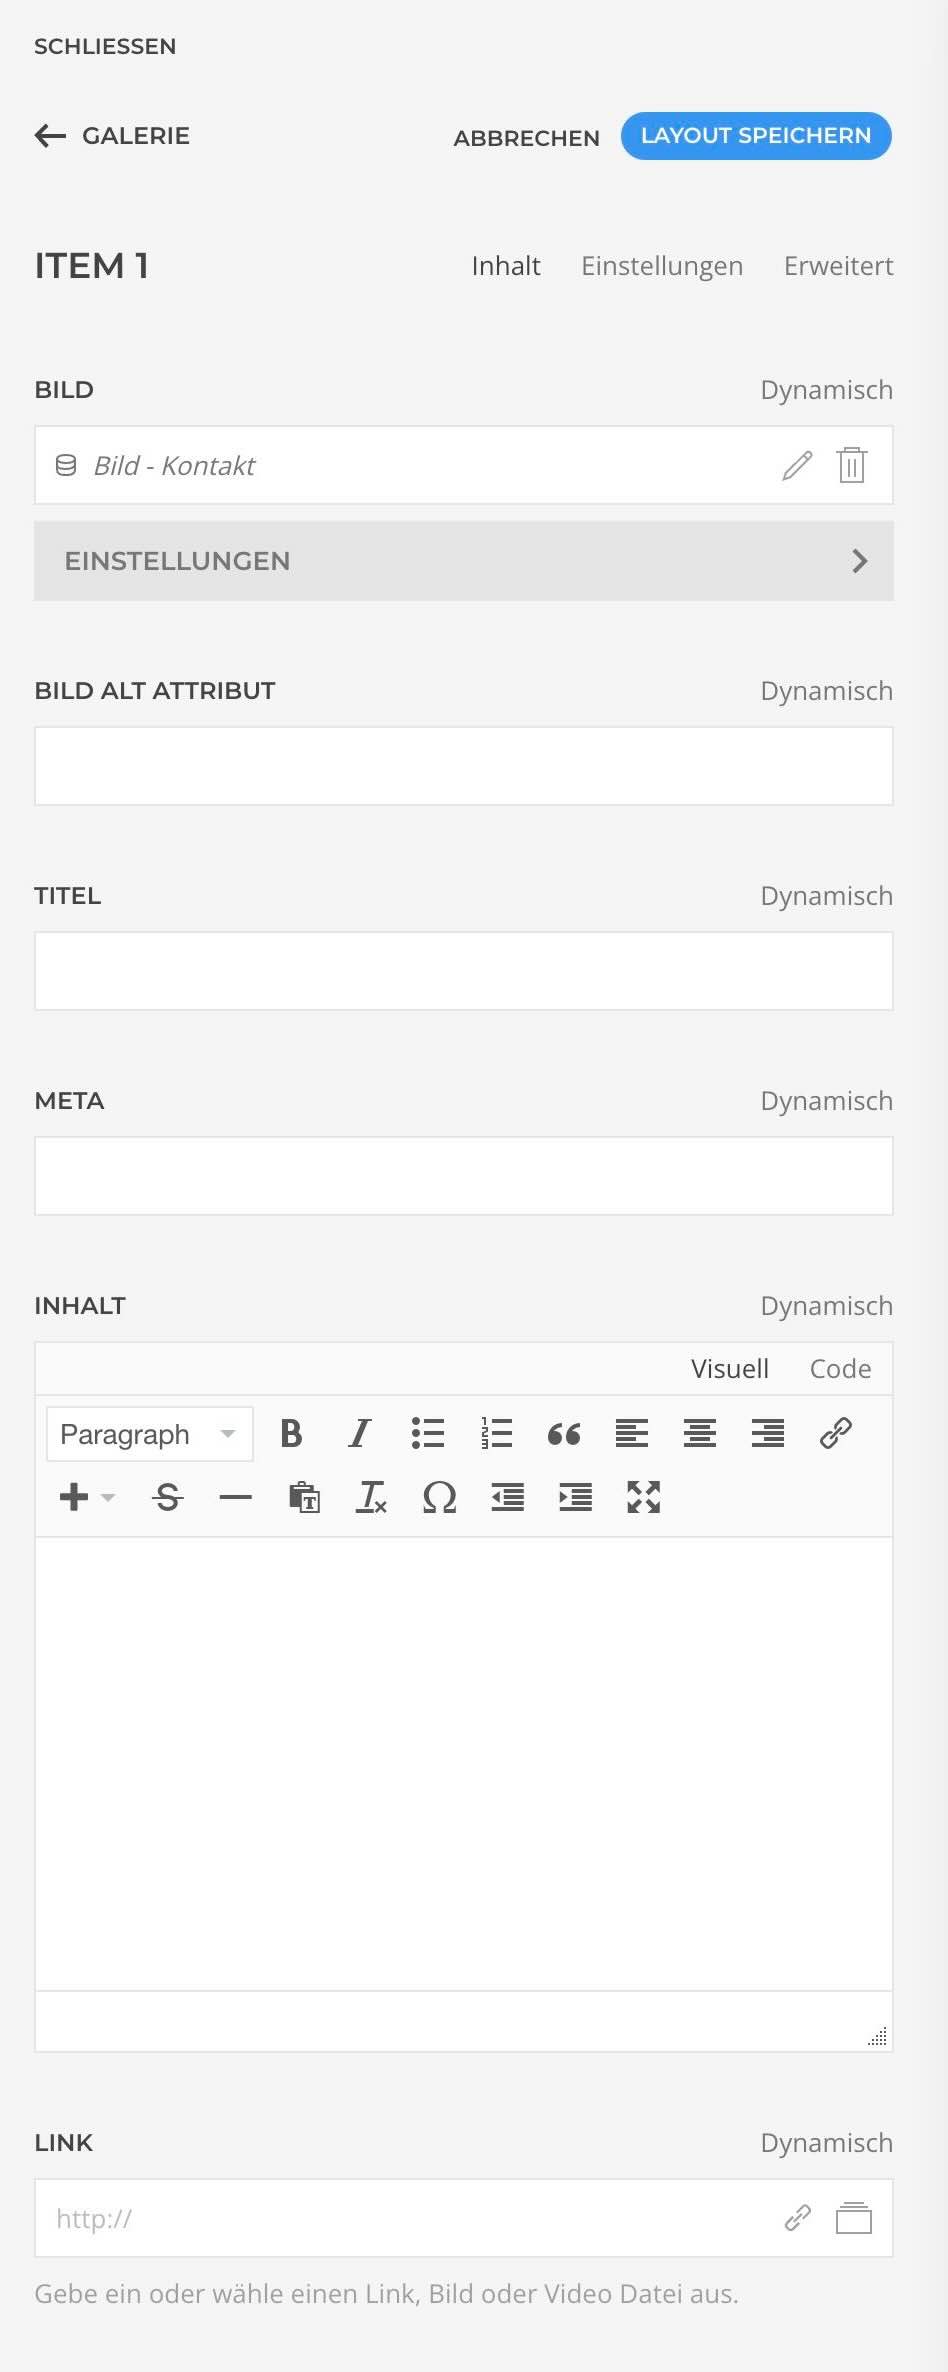 SCHLIESSEN
GALERIE
ABBRECHEN
LAYOUT SPEICHERN
ITEM 1
Inhalt Einstellungen Erweitert
BILD Dynamisch
Bild - Kontakt
EINSTELLUNGEN
BILD ALT ATTRIBUT Dynamisch
TITEL Dynamisch
META Dynamisch
INHALT Dynamisch
Visuell Code
Paragraph
LINK Dynamisch
http://
Gebe ein oder wähle einen Link, Bild oder Video Datei aus.